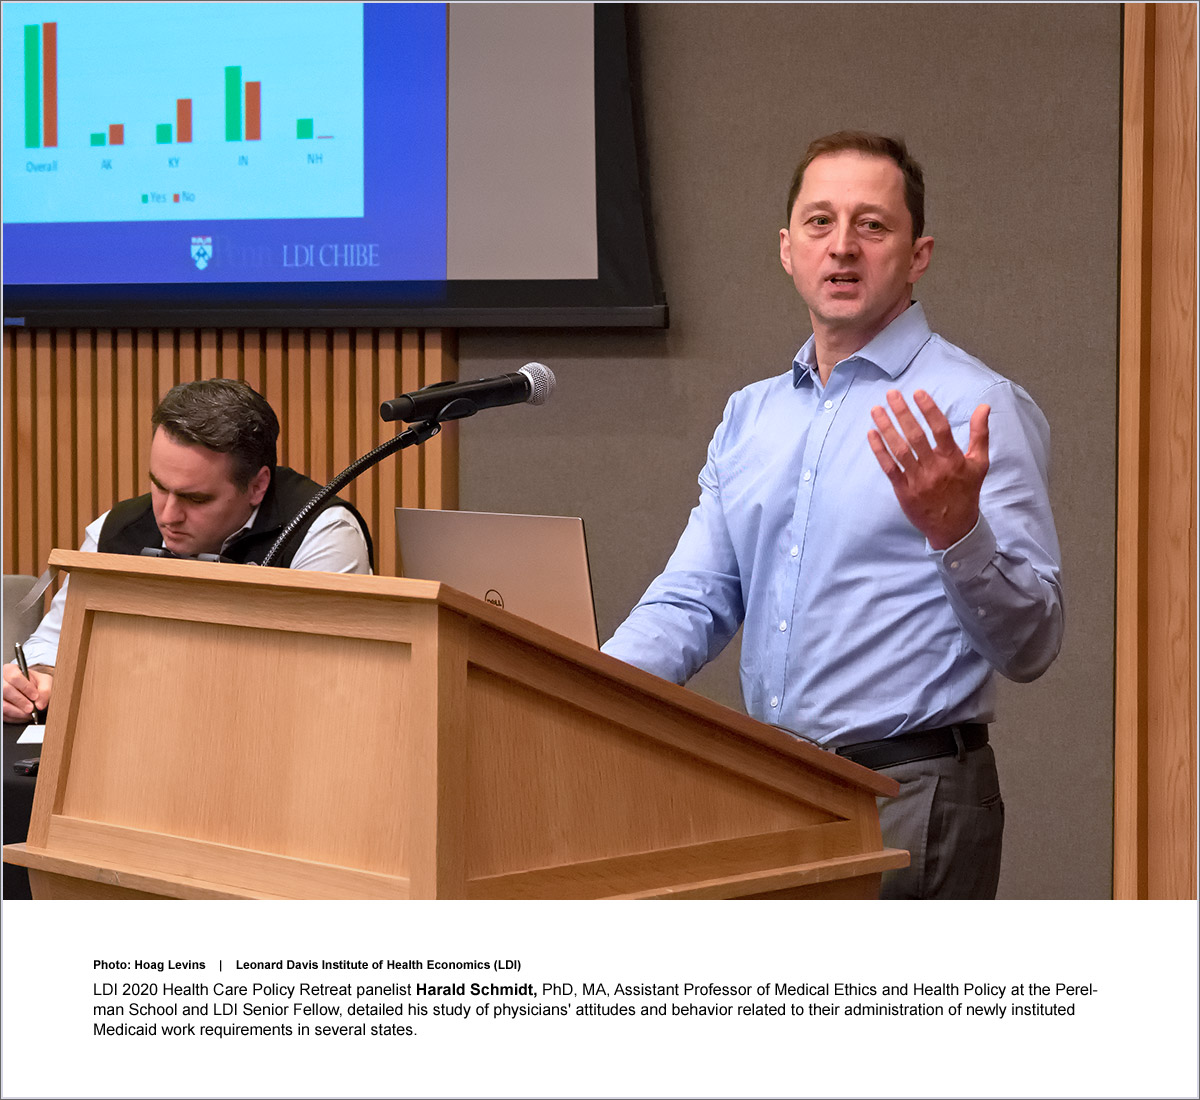 Overall AK KY IN NH
Yes No
Penn LDI CHIBE
DELL
Photo: Hoag Levins | Leonard Davis Institute of Health Economics (LDI)
LDI 2020 Health Care Policy Retreat panelist Harald Schmidt, PhD, MA, Assistant Professor of Medical Ethics and Health Policy at the Perel-
man School and LDI Senior Fellow, detailed his study of physicians' attitudes and behavior related to their administration of newly instituted
Medicaid work requirements in several states.